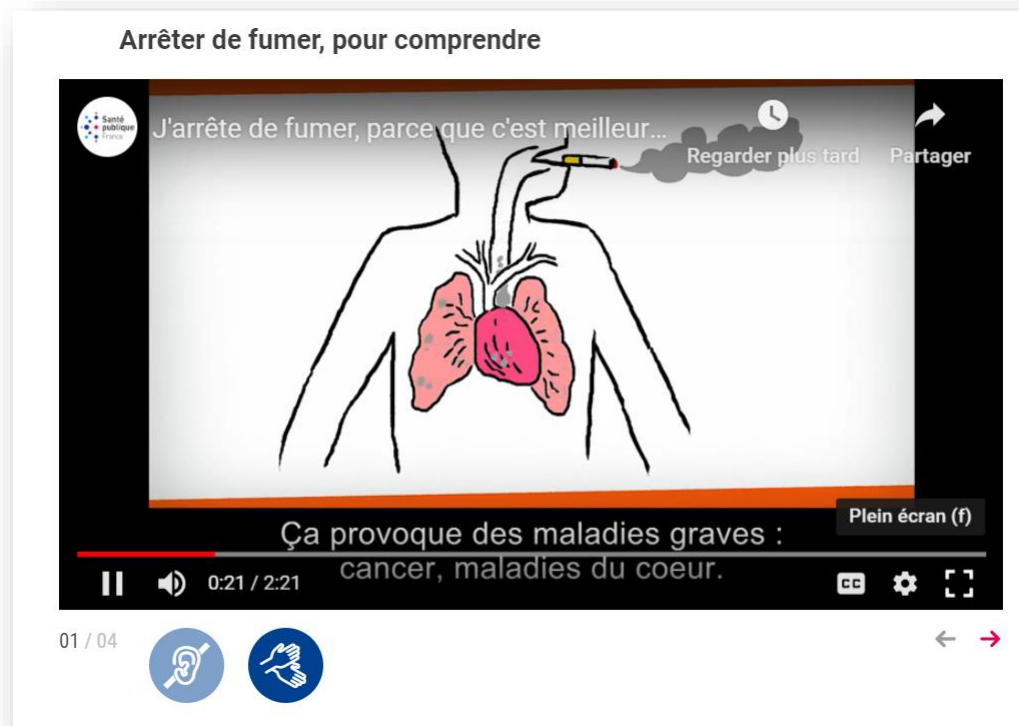 Arrêter de fumer, pour comprendre
Santé
publique
France
J'arrête de fumer, parce que c'est meilleur...
Regarder plus tard
Partager
Plein écran (f)
Ça provoque des maladies graves :
cancer, maladies du coeur.
0:21 / 2:21
CC
01 / 04